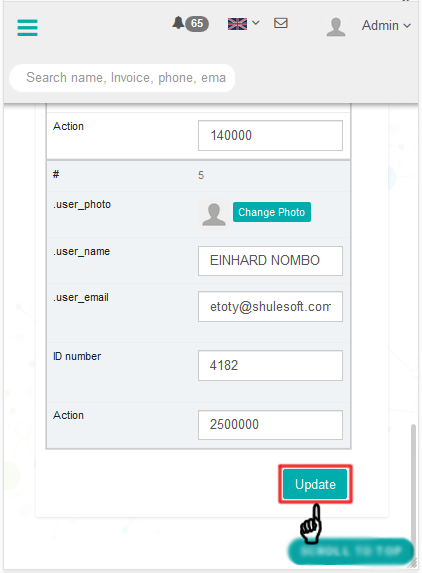 65
Admin
Search name, Invoice, phone, ema
Action
140000
#
5
.user_photo
Change Photo
.user_name
EINHARD NOMBO
.user_email
etoty@shulesoft.com
ID number
4182
Action
2500000
Update
SCROLL TO TOP